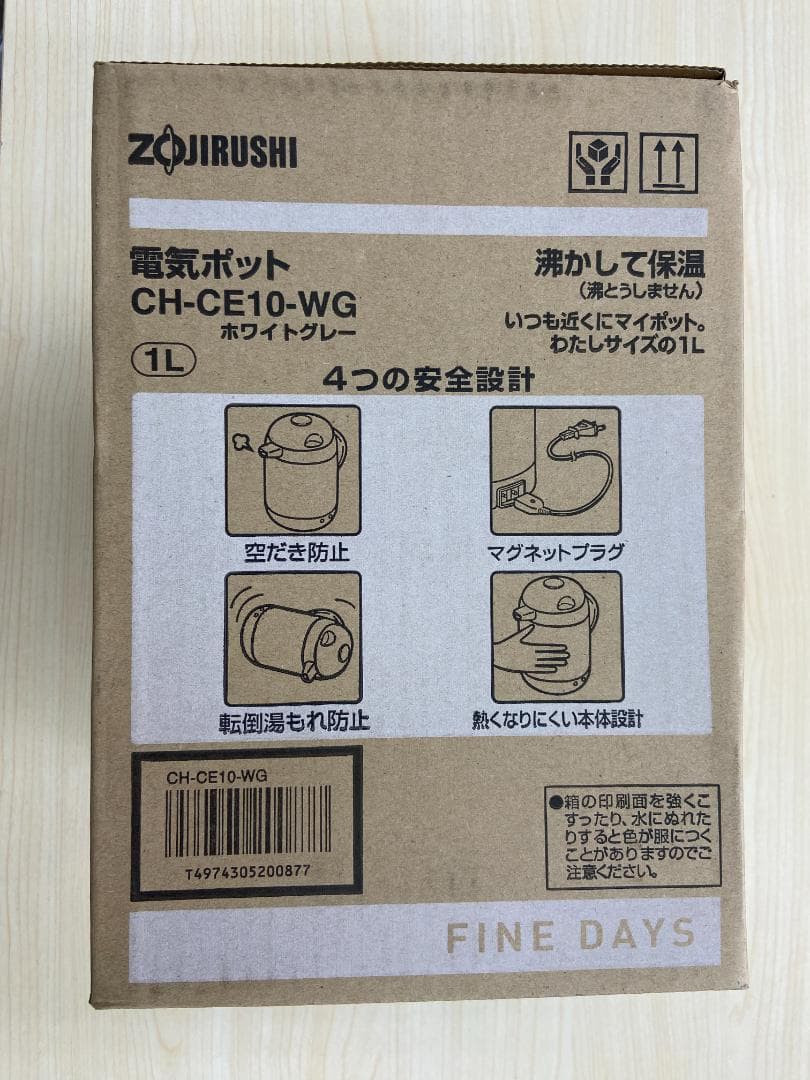 ZOJIRUSHI
電気ポット
CH-CE10-WG
ホワイトグレー
1L
沸かして保温
（沸とうしません）
いつも近くにマイポット。
わたしサイズの1L
4つの安全設計
空だき防止
マグネットプラグ
転倒湯もれ防止
熱くなりにくい本体設計
CH-CE10-WG
T4974305200877
●箱の印刷面を強くこ
すったり、水にぬれた
りすると色が服につく
ことがありますのでご
注意ください。
FINE DAYS